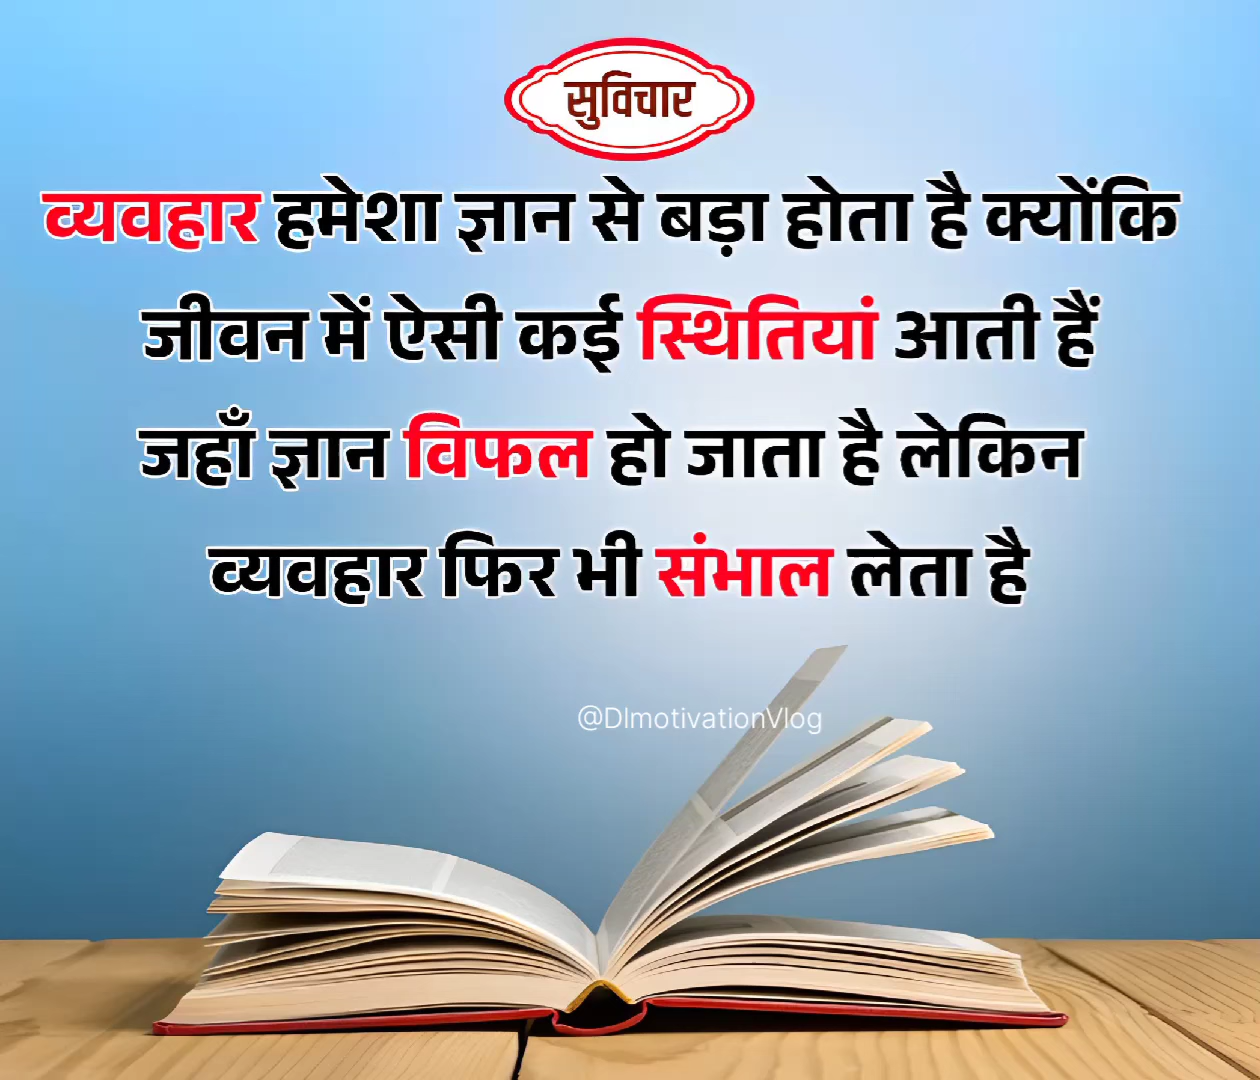 सुविचार
व्यवहार हमेशा ज्ञान से बड़ा होता है क्योंकि
जीवन में ऐसी कई स्थितियां आती हैं
जहाँ ज्ञान विफल हो जाता है लेकिन
व्यवहार फिर भी संभाल लेता है
@DImotivationVlog